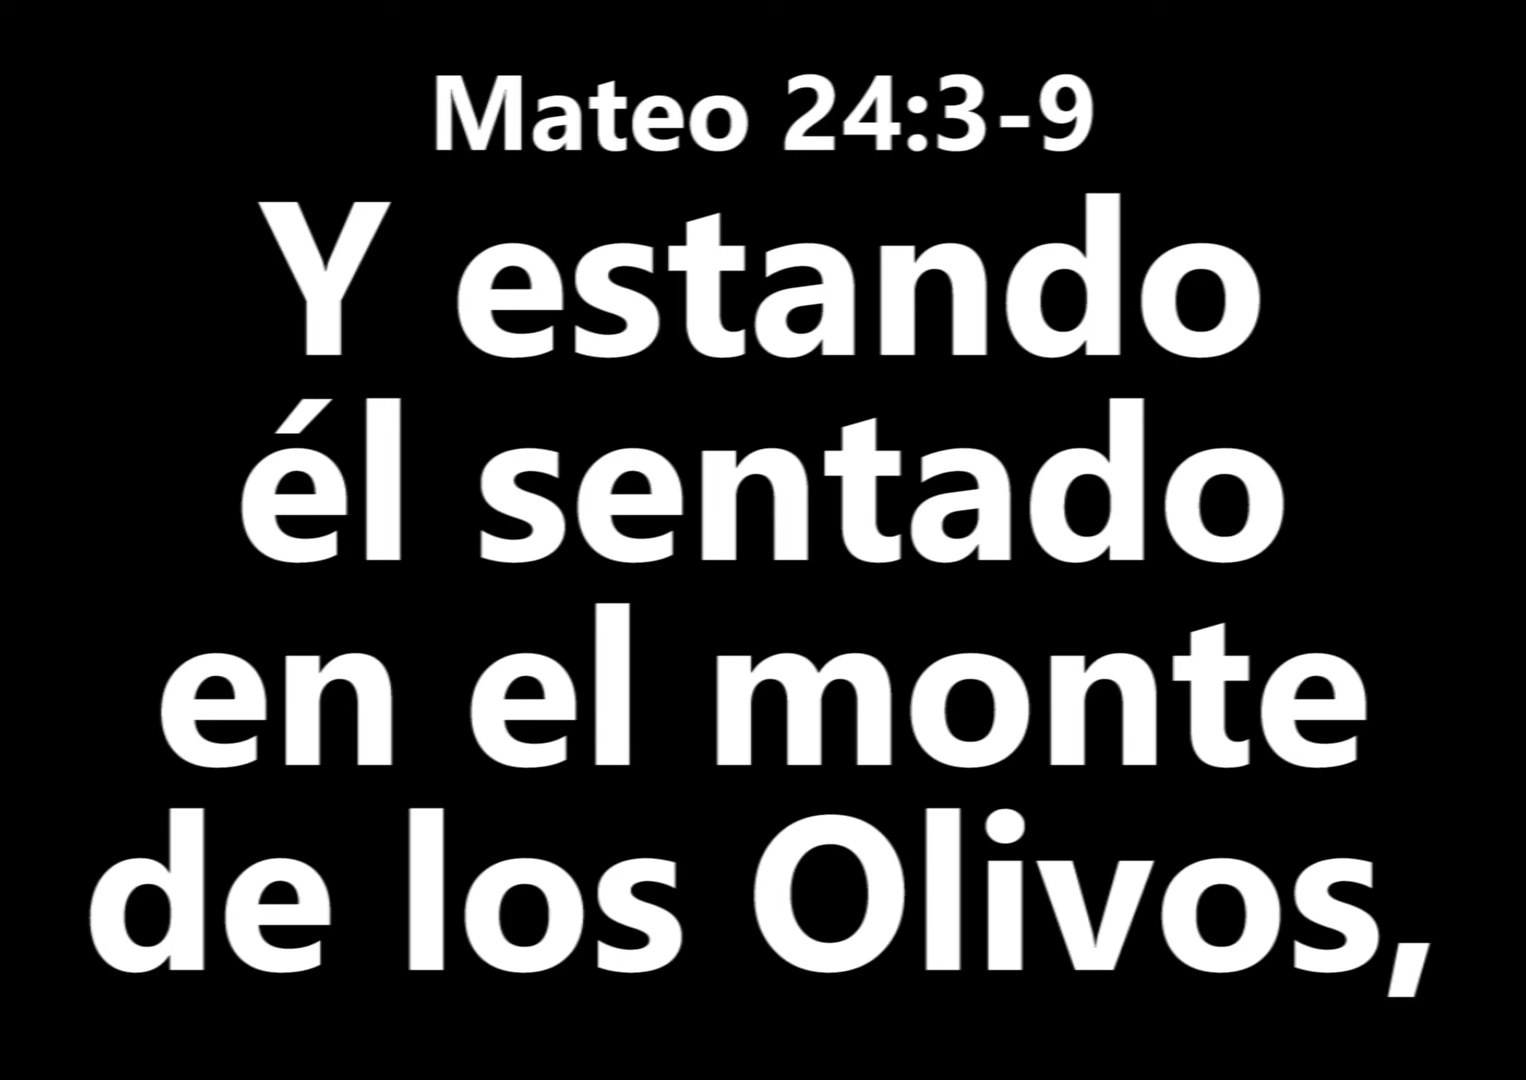 Mateo 24:3-9
Y estando
él sentado
en el monte
de los Olivos,